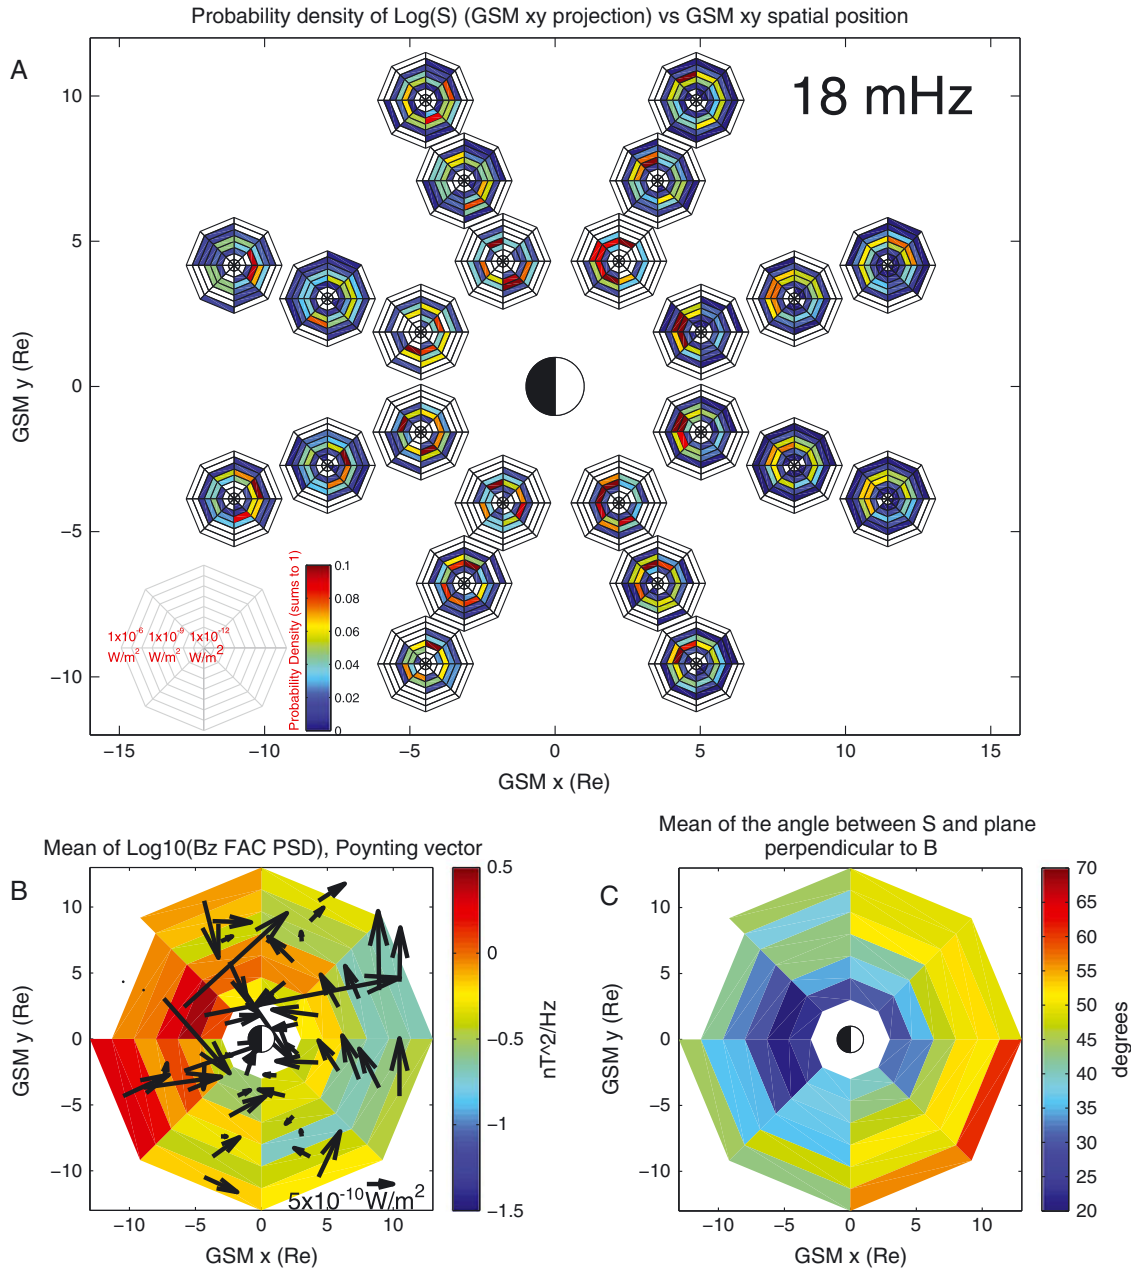 Probability density of Log(S) (GSM xy projection) vs GSM xy spatial position
A
18 mHz
10
5
0
−5
−10
GSM y (Re)
−15
−10
−5
0
5
10
15
GSM x (Re)
1x10-6 1x10-9 1x10-12
W/m2 W/m2 W/m2
Probability Density (sums to 1)
0.1
0.08
0.06
0.04
0.02
0
Mean of Log10(Bz FAC PSD), Poynting vector
B
10
5
0
−5
−10
GSM y (Re)
−10
−5
0
5
10
GSM x (Re)
5x10-10W/m2
0.5
0
−0.5
−1
−1.5
nT^2/Hz
Mean of the angle between S and plane
perpendicular to B
C
10
5
0
−5
−10
GSM y (Re)
−10
−5
0
5
10
GSM x (Re)
70
65
60
55
50
45
40
35
30
25
20
degrees